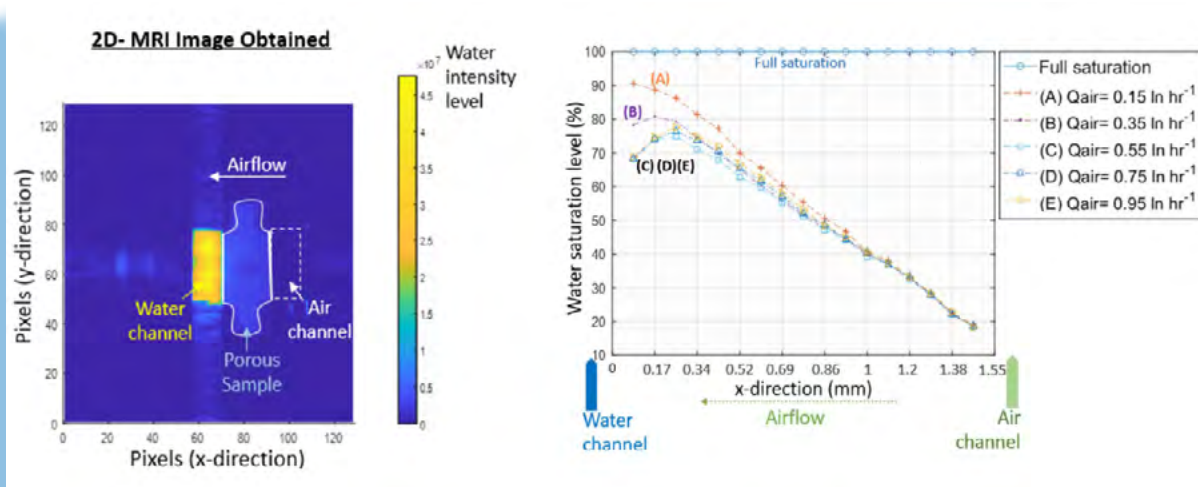 2D- MRI Image Obtained
×10⁷
Water
intensity
level
4.5
4
3.5
3
2.5
2
1.5
1
0.5
0
120
100
80
60
40
20
0
Pixels (y-direction)
Airflow
Water
channel
Air
channel
Porous
Sample
0 20 40 60 80 100 120
Pixels (x-direction)
100
90
80
70
60
50
40
30
20
10
Water saturation level (%)
Full saturation
(A)
(B)
(C) (D)(E)
0 0.17 0.34 0.52 0.69 0.86 1 1.2 1.38 1.55
x-direction (mm)
Airflow
Water
channel
Air
channel
Full saturation
(A) Qair= 0.15 ln hr⁻¹
(B) Qair= 0.35 ln hr⁻¹
(C) Qair= 0.55 ln hr⁻¹
(D) Qair= 0.75 ln hr⁻¹
(E) Qair= 0.95 ln hr⁻¹